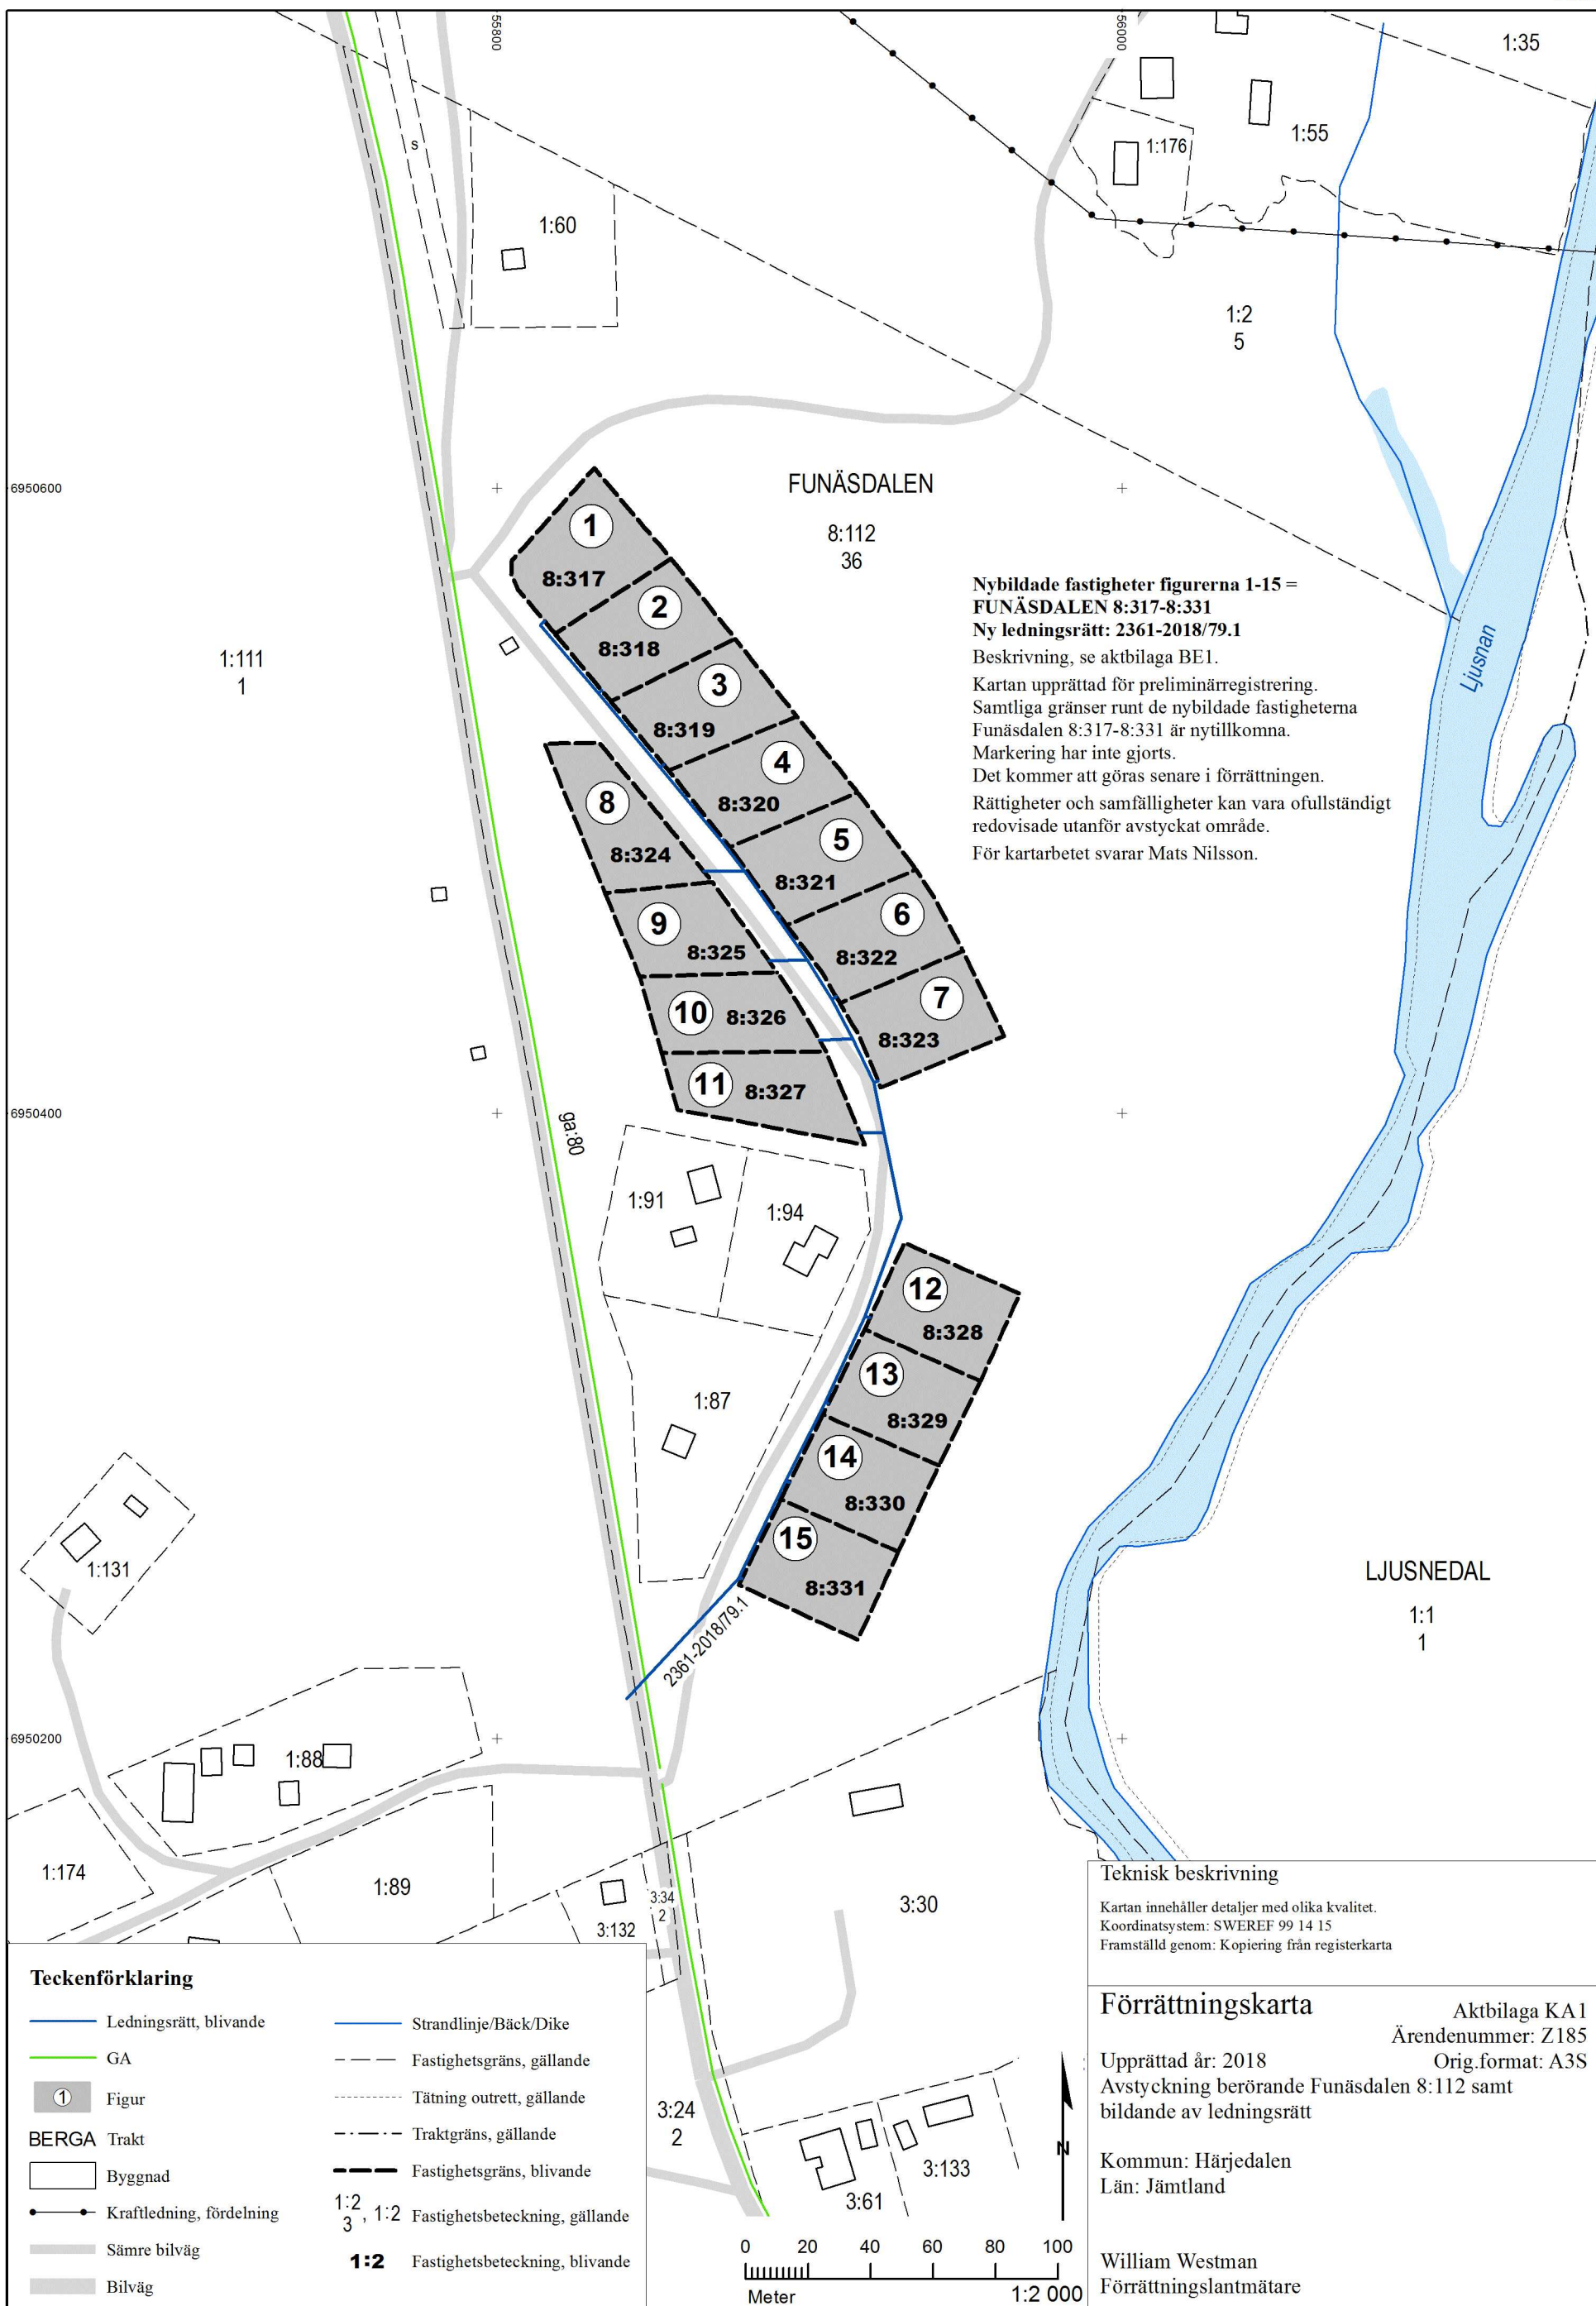 55800
56000
1:35
s
1:176
1:55
1:60
1:2
5
6950600
FUNÄSDALEN
8:112
36
1
8:317
2
8:318
3
8:319
4
8:320
5
8:321
6
8:322
7
8:323
8
8:324
9
8:325
10
8:326
11
8:327
Nybildade fastigheter figurerna 1-15 =
FUNÄSDALEN 8:317-8:331
Ny ledningsrätt: 2361-2018/79.1
Beskrivning, se aktbilaga BE1.
Kartan upprättad för preliminärregistrering.
Samtliga gränser runt de nybildade fastigheterna
Funäsdalen 8:317-8:331 är nytillkomna.
Markering har inte gjorts.
Det kommer att göras senare i förrättningen.
Rättigheter och samfälligheter kan vara ofullständigt
redovisade utanför avstyckat område.
För kartarbetet svarar Mats Nilsson.
Ljusnan
1:111
1
6950400
ga:80
1:91
1:94
12
8:328
13
8:329
14
8:330
15
8:331
1:87
1:131
2361-2018/79.1
LJUSNEDAL
1:1
1
6950200
1:88
1:174
1:89
3:132
3:34
2
3:30
3:24
2
3:61
3:133
Teckenförklaring
Ledningsrätt, blivande
GA
1
Figur
BERGA Trakt
Byggnad
Kraftledning, fördelning
Sämre bilväg
Bilväg
Strandlinje/Bäck/Dike
Fastighetsgräns, gällande
Tätning outrett, gällande
Traktgräns, gällande
Fastighetsgräns, blivande
1:2
3 , 1:2 Fastighetsbeteckning, gällande
1:2 Fastighetsbeteckning, blivande
N
0 20 40 60 80 100
Meter
1:2 000
Teknisk beskrivning
Kartan innehåller detaljer med olika kvalitet.
Koordinatsystem: SWEREF 99 14 15
Framställd genom: Kopiering från registerkarta
Förrättningskarta
Aktbilaga KA1
Ärendenummer: Z185
Orig.format: A3S
Upprättad år: 2018
Avstyckning berörande Funäsdalen 8:112 samt
bildande av ledningsrätt
Kommun: Härjedalen
Län: Jämtland
William Westman
Förrättningslantmätare